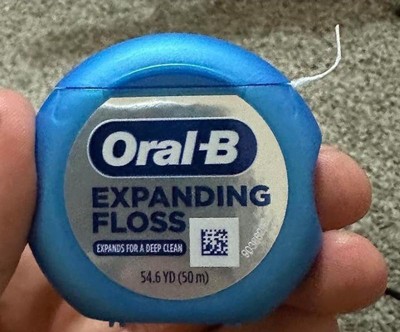 Oral-B
EXPANDING
FLOSS
EXPANDS FOR A DEEP CLEAN
54.6 YD (50 m)